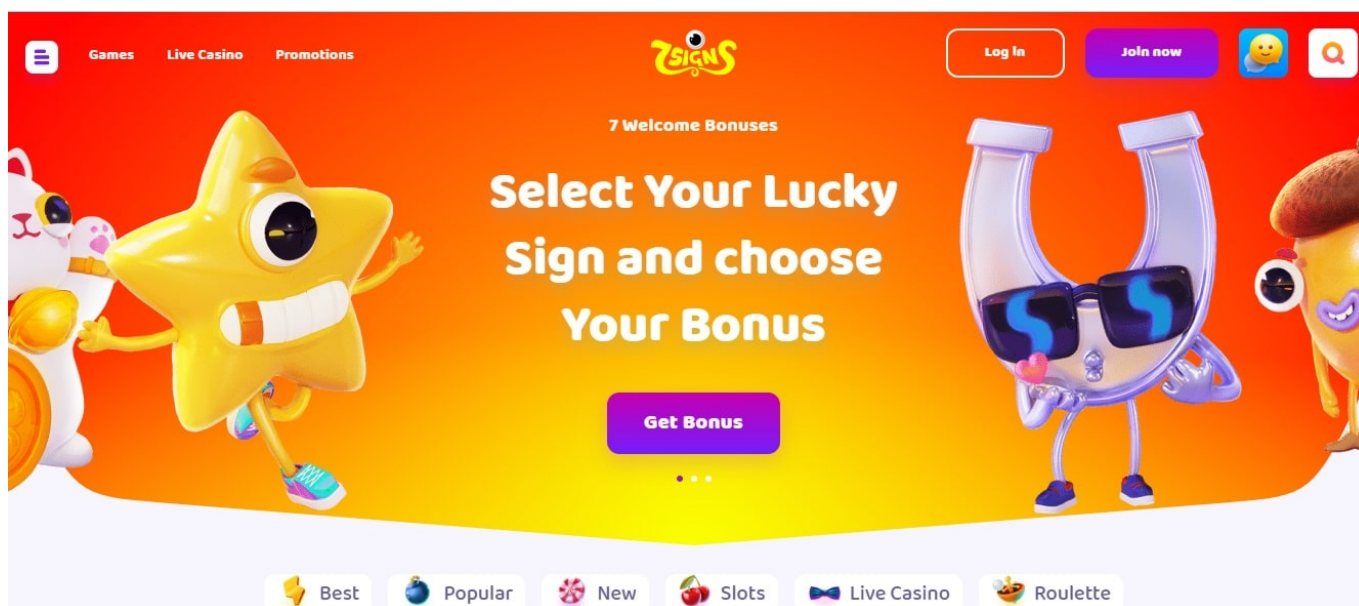 Games Live Casino Promotions
7SIGNS
Log in
Join now
7 Welcome Bonuses
Select Your Lucky
Sign and choose
Your Bonus
Get Bonus
Best Popular New Slots Live Casino Roulette